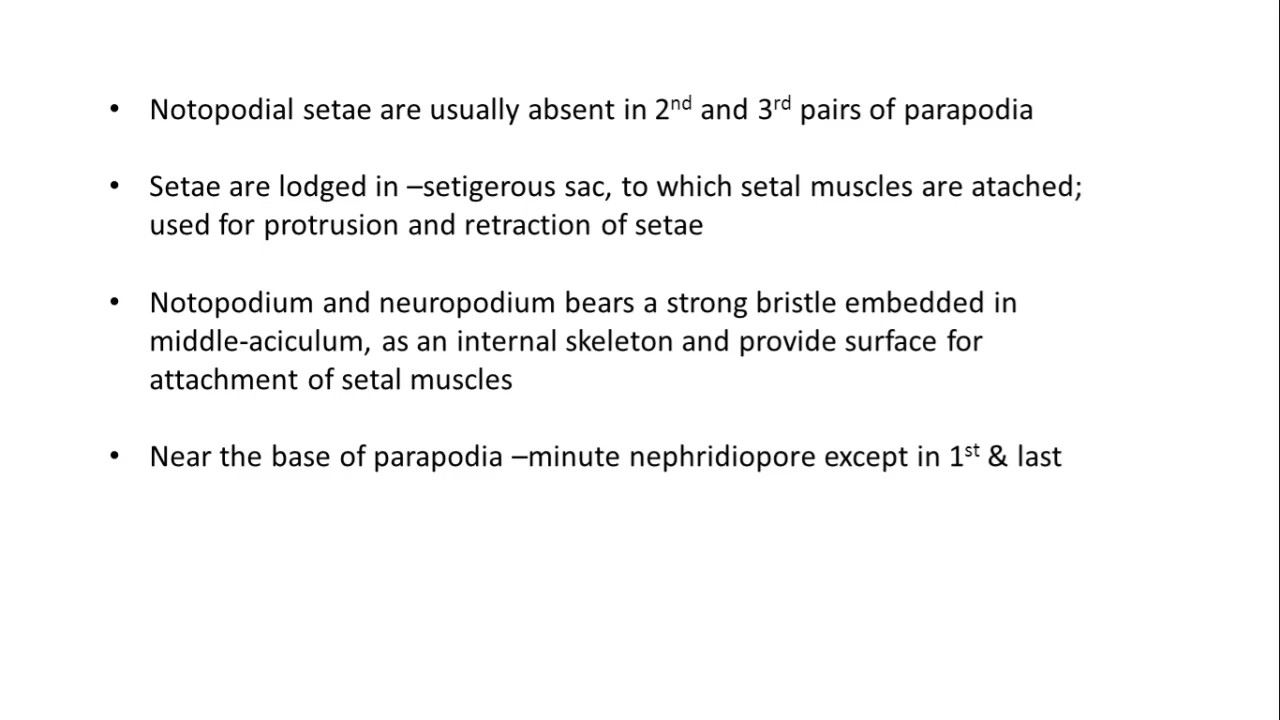 • Notopodial setae are usually absent in 2nd and 3rd pairs of parapodia
• Setae are lodged in –setigerous sac, to which setal muscles are atached;
used for protrusion and retraction of setae
• Notopodium and neuropodium bears a strong bristle embedded in
middle-aciculum, as an internal skeleton and provide surface for
attachment of setal muscles
• Near the base of parapodia –minute nephridiopore except in 1st & last